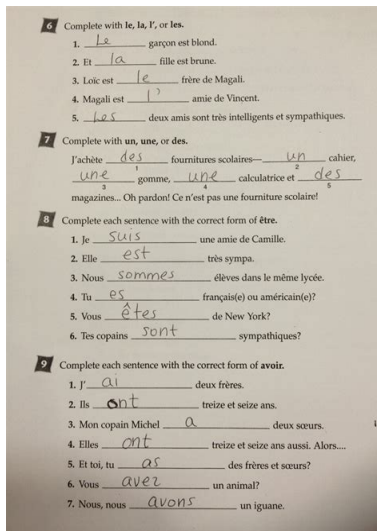 6 Complete with le, la, l', or les.
1. Le garçon est blond.
2. Et la fille est brune.
3. Loïc est le frère de Magali.
4. Magali est l' amie de Vincent.
5. Les deux amis sont très intelligents et sympathiques.
7 Complete with un, une, or des.
J'achète des fournitures scolaires— un cahier,
1 2
une gomme, une calculatrice et des
3 4 5
magazines... Oh pardon! Ce n'est pas une fourniture scolaire!
8 Complete each sentence with the correct form of être.
1. Je suis une amie de Camille.
2. Elle est très sympa.
3. Nous sommes élèves dans le même lycée.
4. Tu es français(e) ou américain(e)?
5. Vous êtes de New York?
6. Tes copains sont sympathiques?
9 Complete each sentence with the correct form of avoir.
1. J' ai deux frères.
2. Ils ont treize et seize ans.
3. Mon copain Michel a deux sœurs.
4. Elles ont treize et seize ans aussi. Alors....
5. Et toi, tu as des frères et sœurs?
6. Vous avez un animal?
7. Nous, nous avons un iguane.